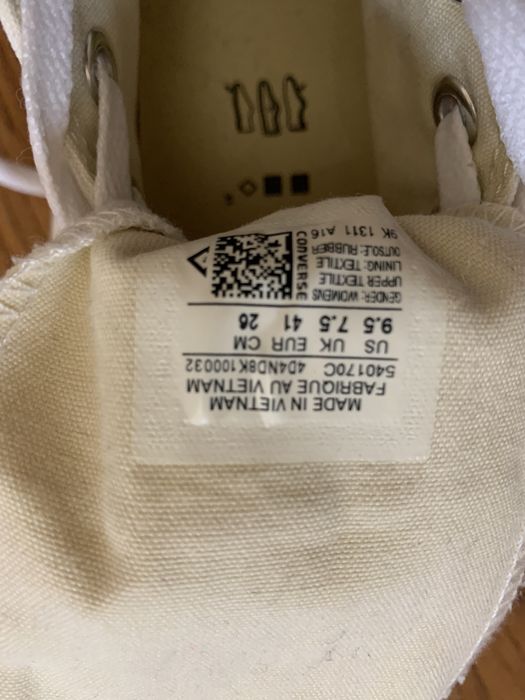 MADE IN VIETNAM
FABRIQUE AU VIETNAM
540170C 4D4ND8K100032
US UK EUR CM
9.5 7.5 41 26
GENDER: WOMENS
UPPER TEXTILE
LINING: TEXTILE
OUTSOLE: RUBBER
9K 1311 A16
CONVERSE